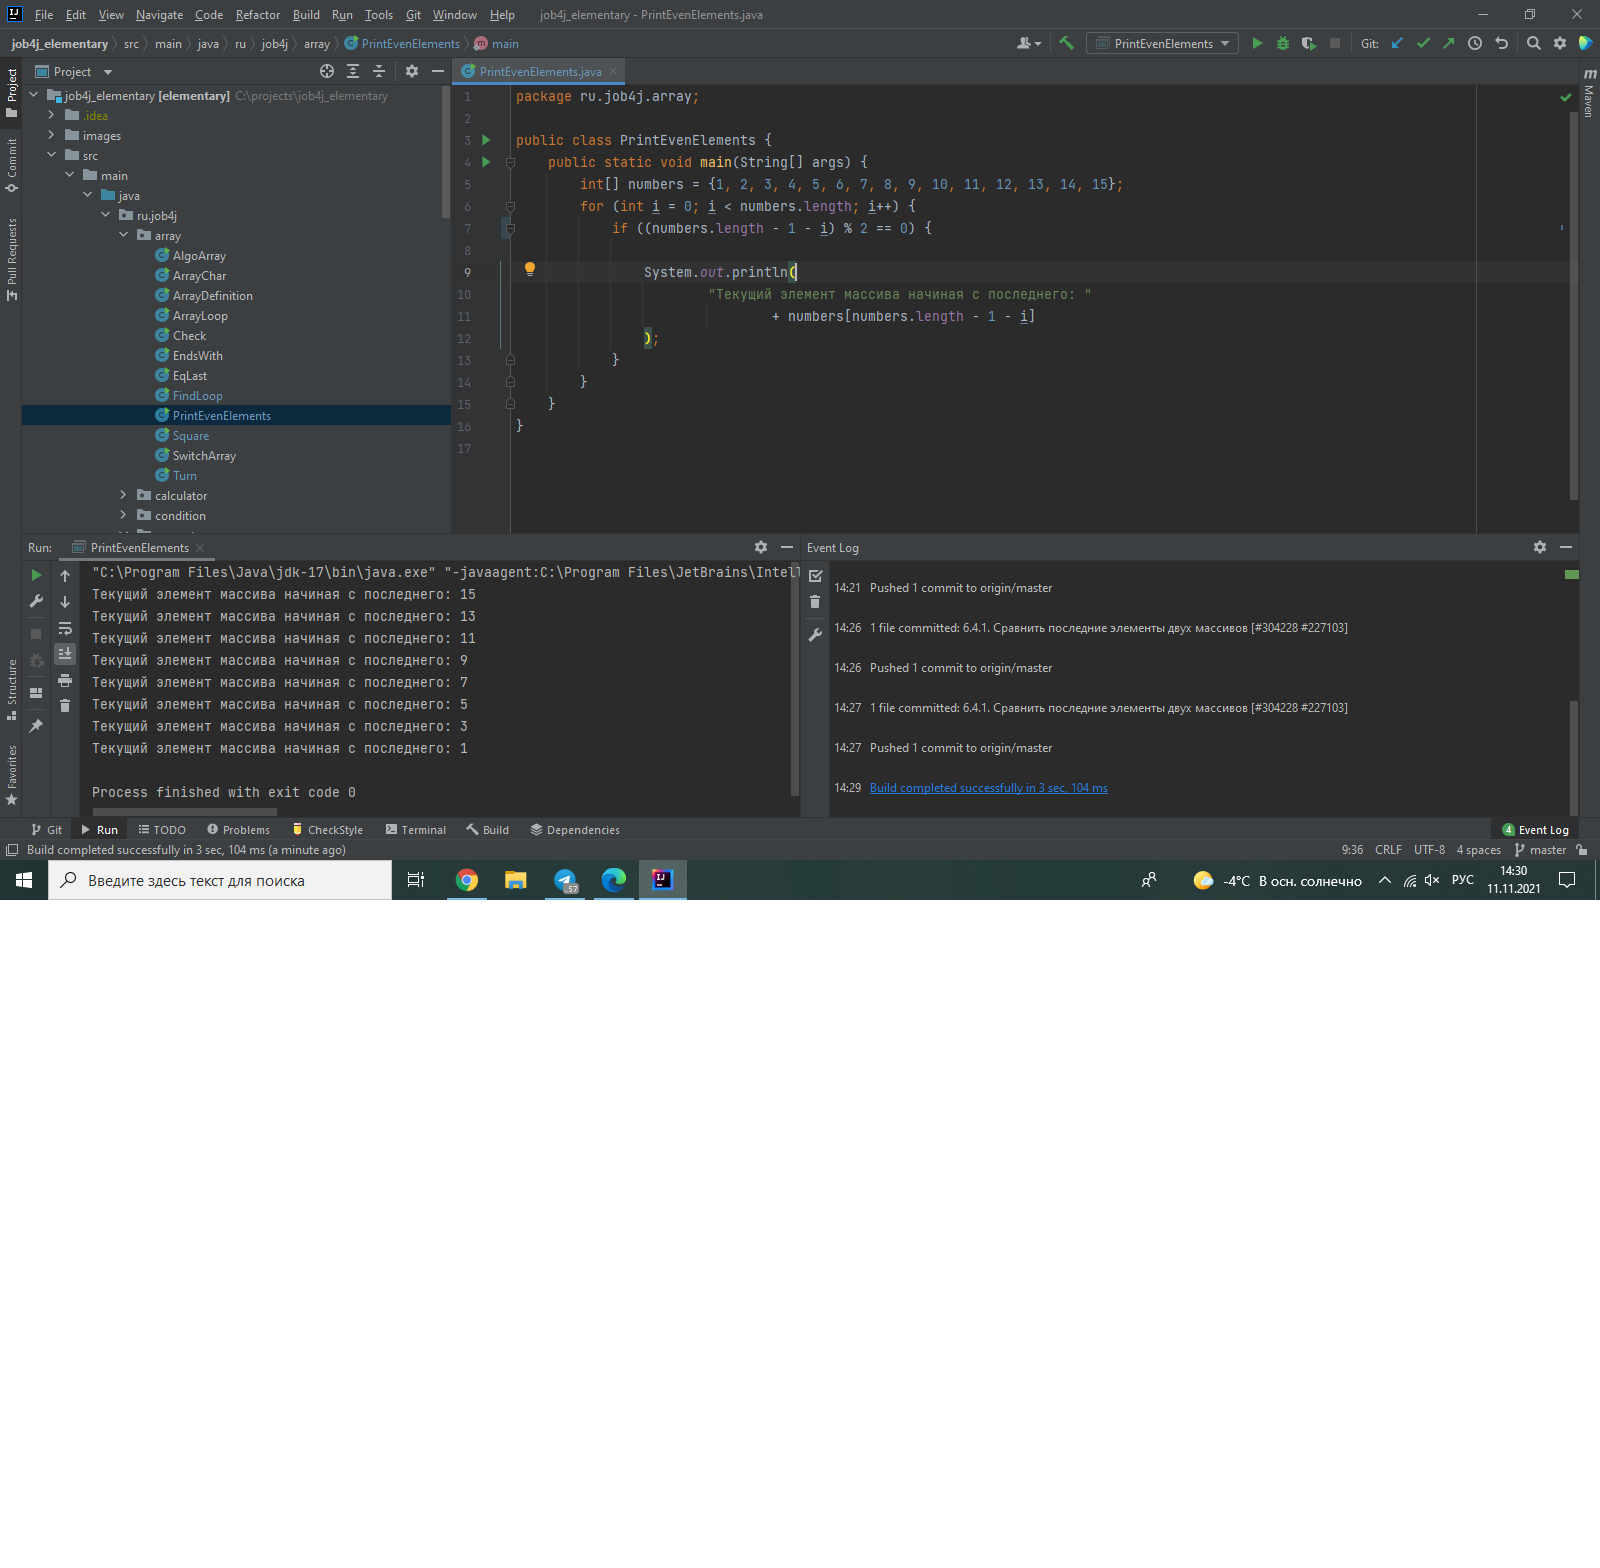 File Edit View Navigate Code Refactor Build Run Tools Git Window Help job4j_elementary - PrintEvenElements.java
job4j_elementary src main java ru job4j array PrintEvenElements main
PrintEvenElements Git:
Project
PrintEvenElements.java
job4j_elementary [elementary] C:\projects\job4j_elementary
.idea
images
src
main
java
ru.job4j
array
AlgoArray
ArrayChar
ArrayDefinition
ArrayLoop
Check
EndsWith
EqLast
FindLoop
PrintEvenElements
Square
SwitchArray
Turn
calculator
condition
Project
Commit
Pull Requests
Structure
Favorites
Maven
1 package ru.job4j.array;
2
3 public class PrintEvenElements {
4 public static void main(String[] args) {
5 int[] numbers = {1, 2, 3, 4, 5, 6, 7, 8, 9, 10, 11, 12, 13, 14, 15};
6 for (int i = 0; i < numbers.length; i++) {
7 if ((numbers.length - 1 - i) % 2 == 0) {
8
9 System.out.println(
10 "Текущий элемент массива начиная с последнего: "
11 + numbers[numbers.length - 1 - i]
12 );
13 }
14 }
15 }
16 }
17
Run: PrintEvenElements
"C:\Program Files\Java\jdk-17\bin\java.exe" "-javaagent:C:\Program Files\JetBrains\Intell
Текущий элемент массива начиная с последнего: 15
Текущий элемент массива начиная с последнего: 13
Текущий элемент массива начиная с последнего: 11
Текущий элемент массива начиная с последнего: 9
Текущий элемент массива начиная с последнего: 7
Текущий элемент массива начиная с последнего: 5
Текущий элемент массива начиная с последнего: 3
Текущий элемент массива начиная с последнего: 1
Process finished with exit code 0
Event Log
14:21 Pushed 1 commit to origin/master
14:26 1 file committed: 6.4.1. Сравнить последние элементы двух массивов [#304228 #227103]
14:26 Pushed 1 commit to origin/master
14:27 1 file committed: 6.4.1. Сравнить последние элементы двух массивов [#304228 #227103]
14:27 Pushed 1 commit to origin/master
14:29 Build completed successfully in 3 sec, 104 ms
Git Run TODO Problems CheckStyle Terminal Build Dependencies 4 Event Log
Build completed successfully in 3 sec, 104 ms (a minute ago) 9:36 CRLF UTF-8 4 spaces master
Введите здесь текст для поиска
.57
-4°C В осн. солнечно РУС
14:30
11.11.2021